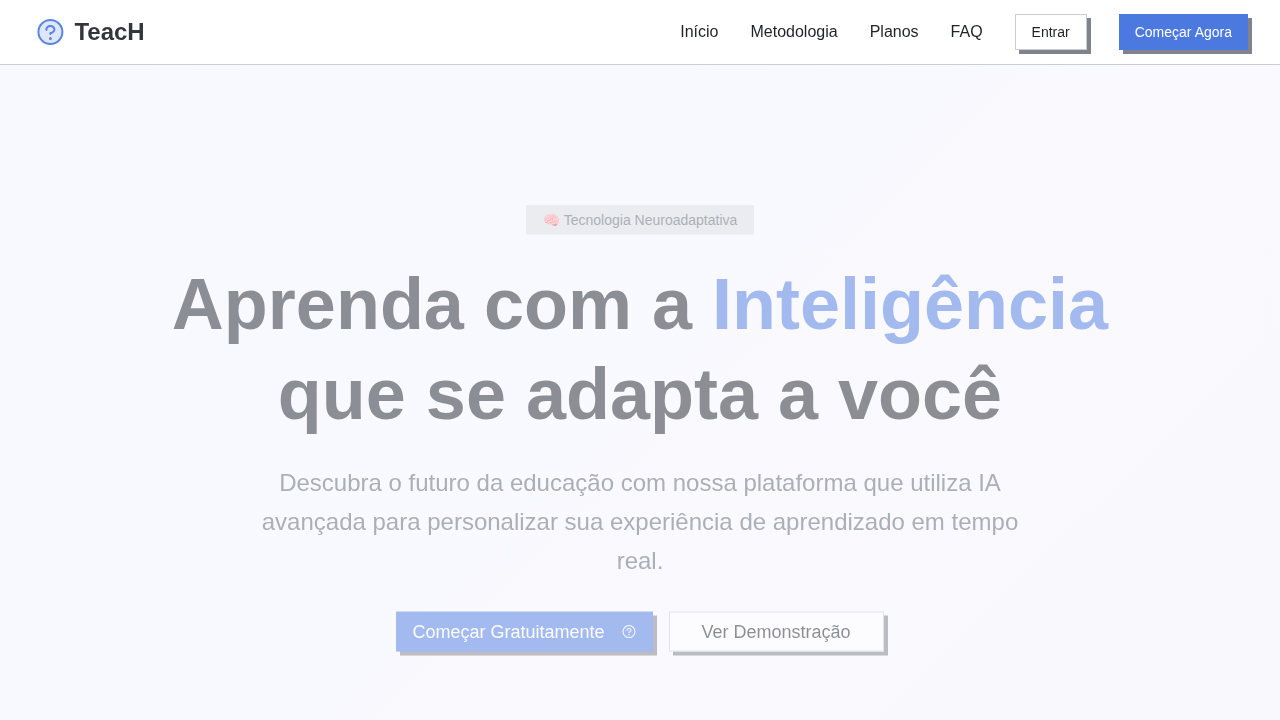 TeacH
Início
Metodologia
Planos
FAQ
Entrar
Começar Agora
🧠 Tecnologia Neuroadaptativa
Aprenda com a Inteligência
que se adapta a você
Descubra o futuro da educação com nossa plataforma que utiliza IA
avançada para personalizar sua experiência de aprendizado em tempo
real.
Começar Gratuitamente
Ver Demonstração